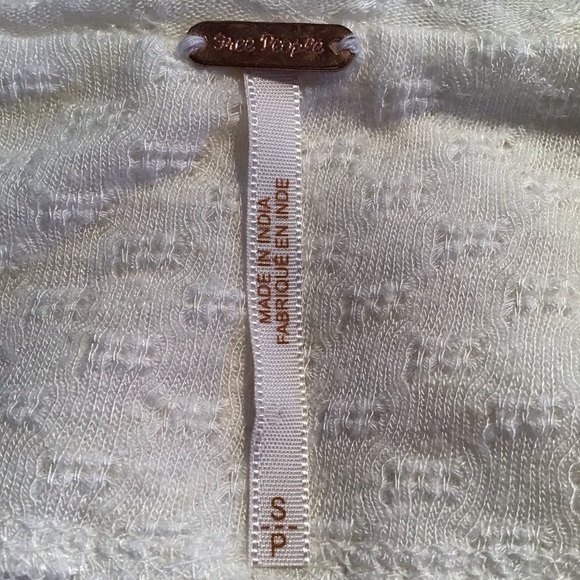 Free People
MADE IN INDIA
FABRIQUÉ EN INDE
S
P: